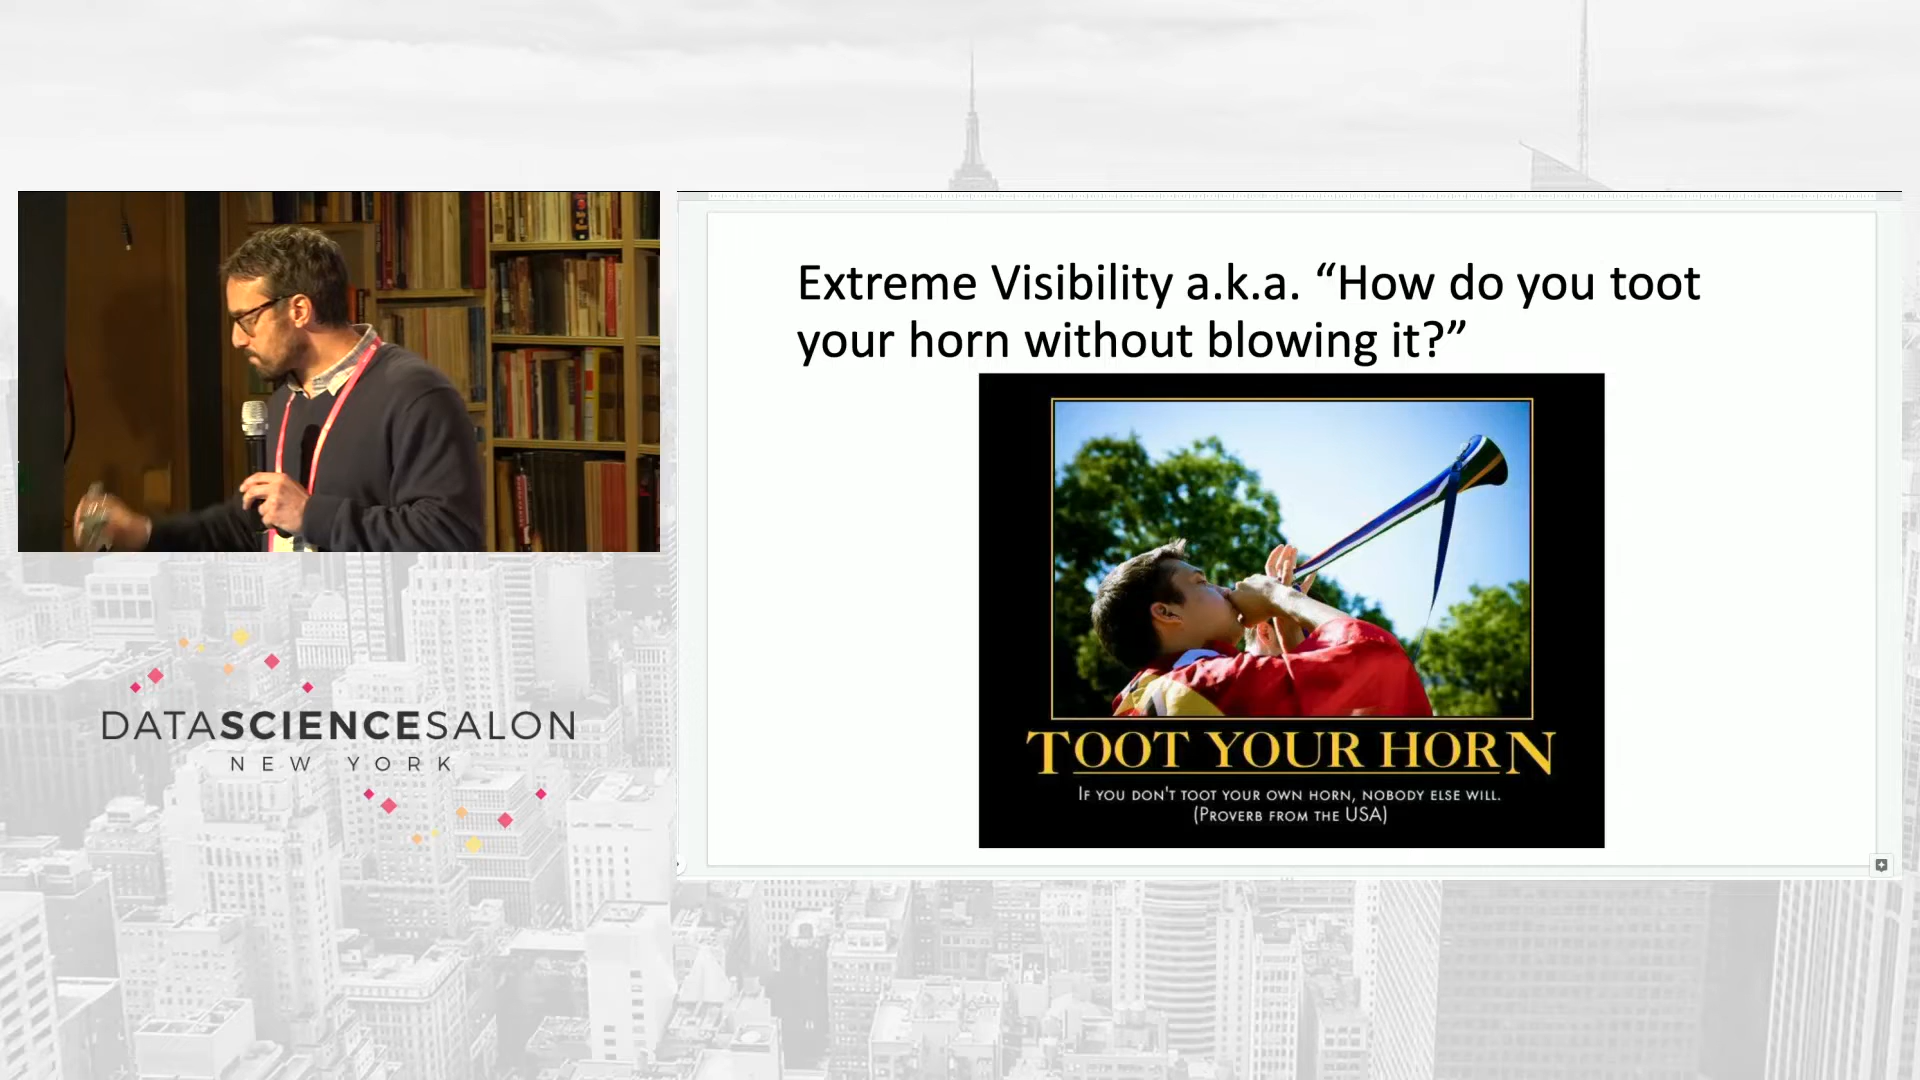 Extreme Visibility a.k.a. “How do you toot
your horn without blowing it?”
TOOT YOUR HORN
IF YOU DON'T TOOT YOUR OWN HORN, NOBODY ELSE WILL.
(PROVERB FROM THE USA)
DATASCIENCESALON
NEW YORK